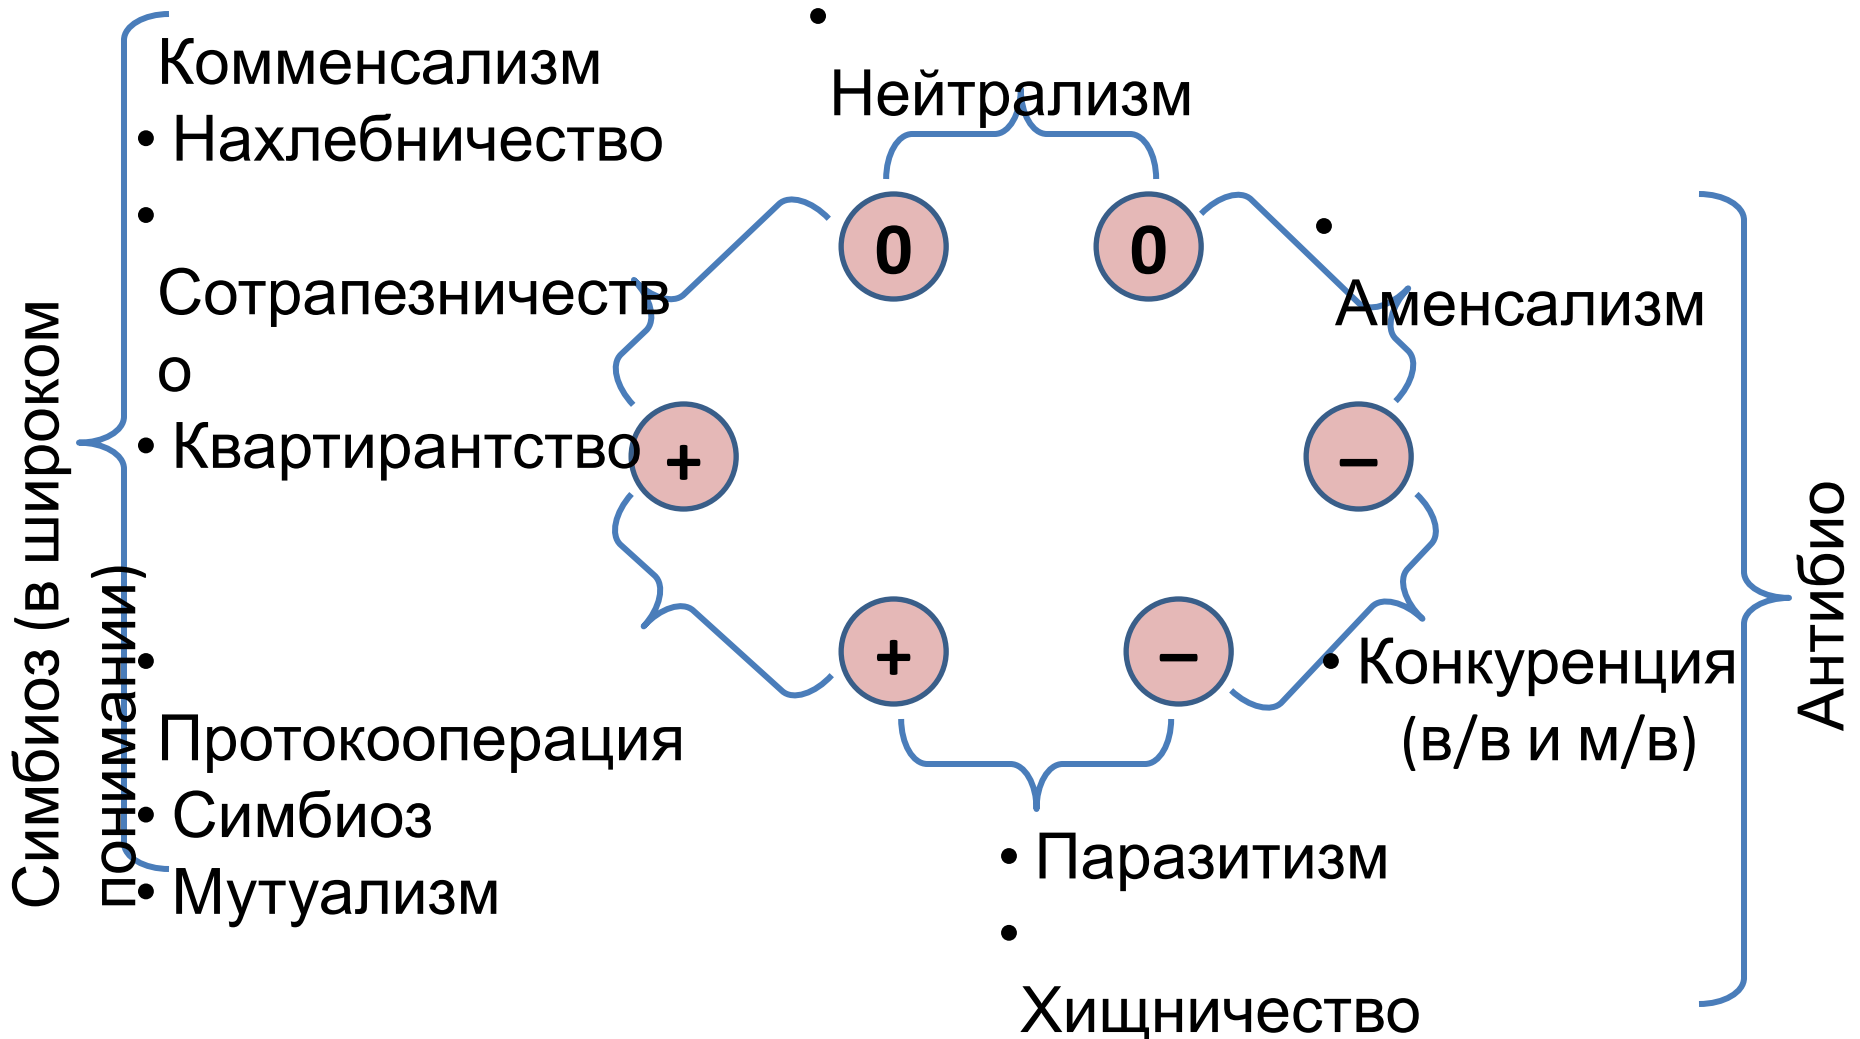 Комменсализм
• Нахлебничество
•
Сотрапезничеств
о
• Квартирантство
•
Протокооперация
• Симбиоз
• Мутуализм
Симбиоз (в широком
понимании)
•
Нейтрализм
0
0
+
–
+
–
•
Аменсализм
• Конкуренция
(в/в и м/в)
• Паразитизм
•
Хищничество
Антибио